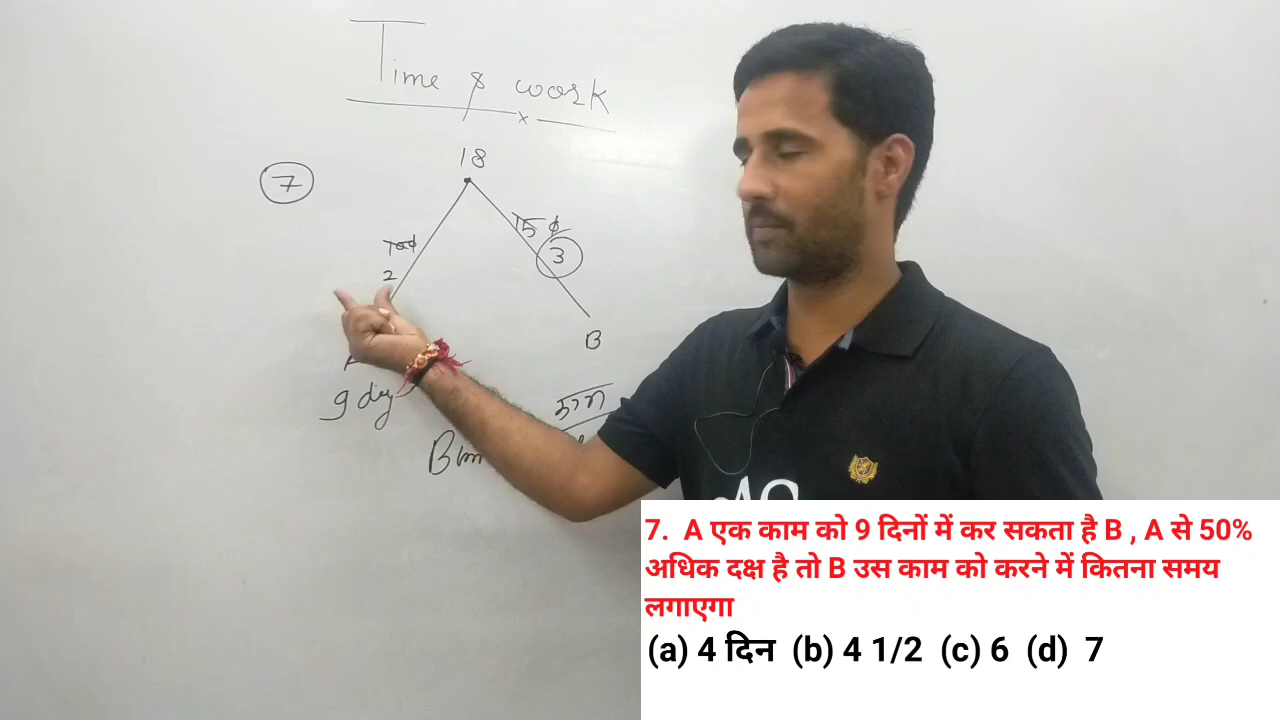 Time & work
x
18
7
100
150
2
3
B
9 day
काम
7. A एक काम को 9 दिनों में कर सकता है B , A से 50%
अधिक दक्ष है तो B उस काम को करने में कितना समय
लगाएगा
(a) 4 दिन (b) 4 1/2 (c) 6 (d) 7